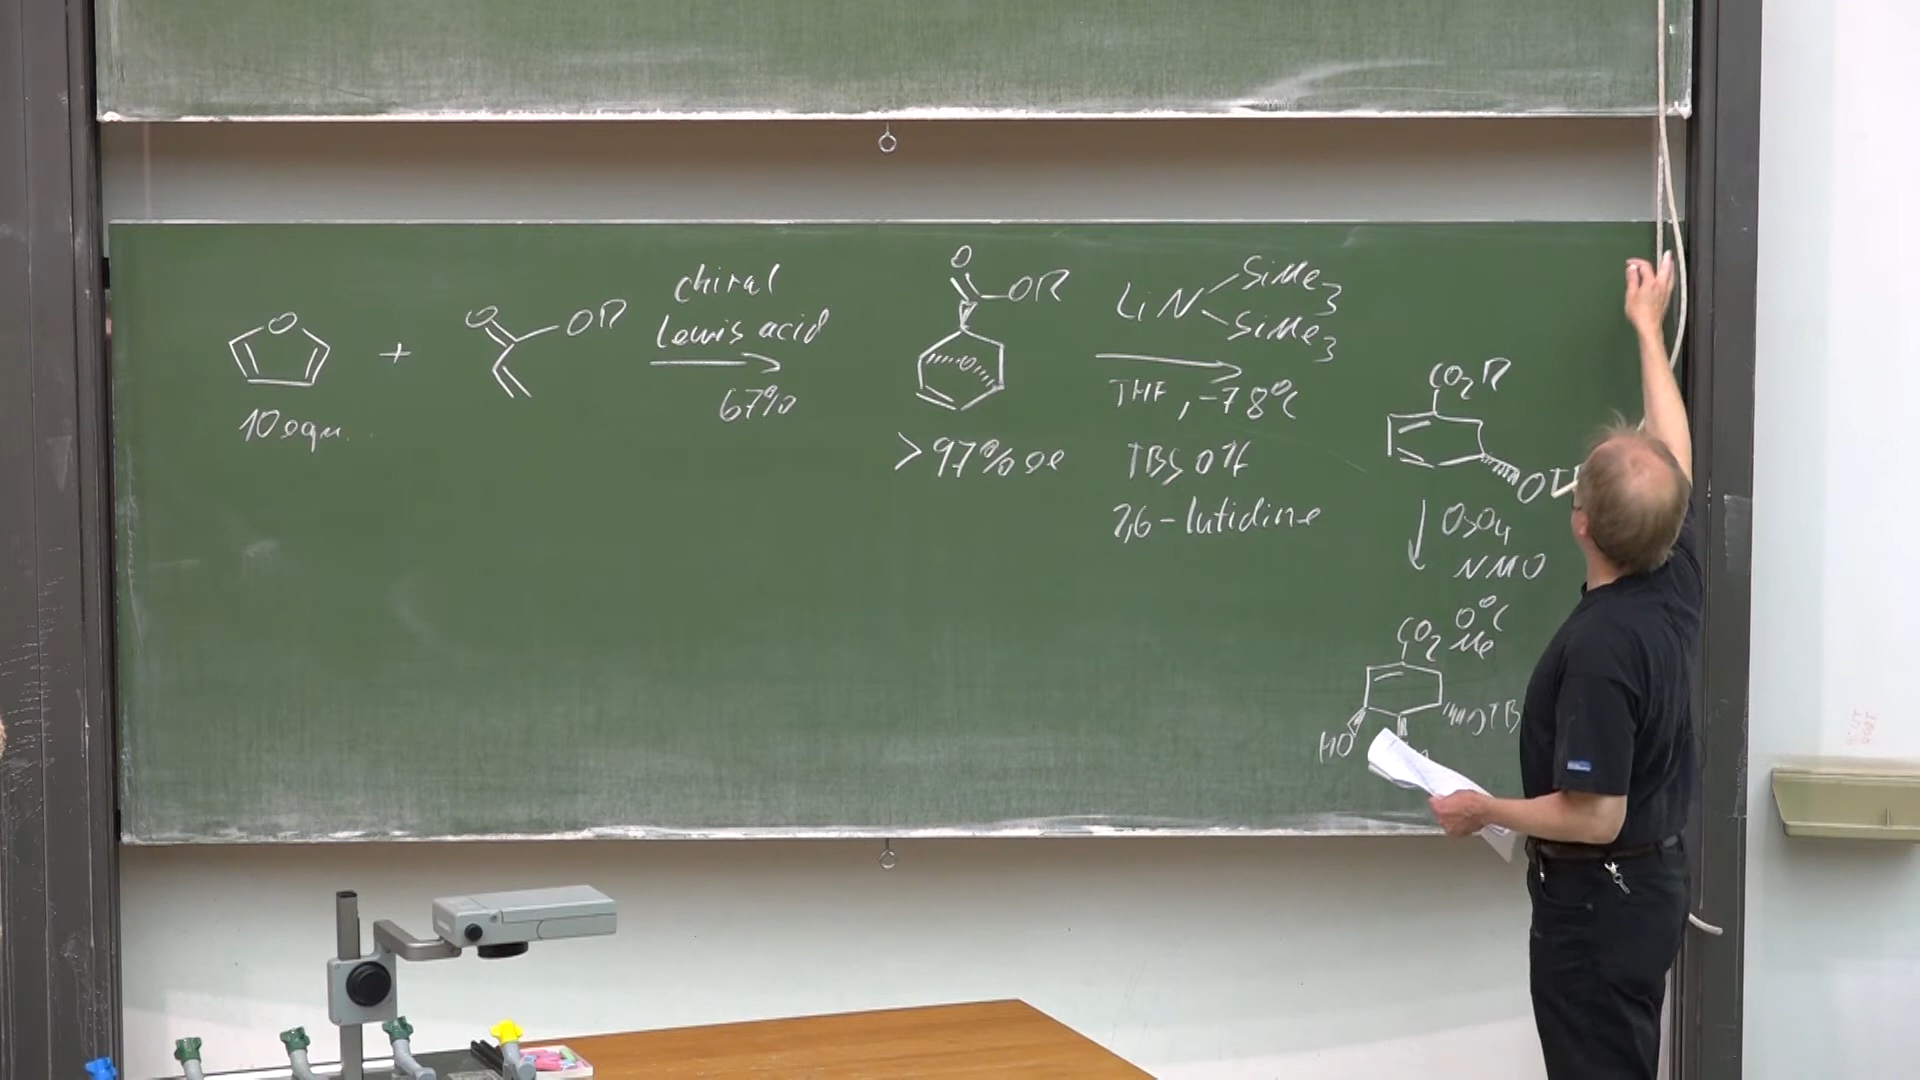 O
+
O
OR
10 equ.
chiral
Lewis acid
67%
O
OR
O
>97% ee
LiN
SiMe3
SiMe3
THF, -78°C
TBSOTf
2,6-lutidine
CO2R
O
OsO4
NMO
0°C
CO2Me
OTB
HO